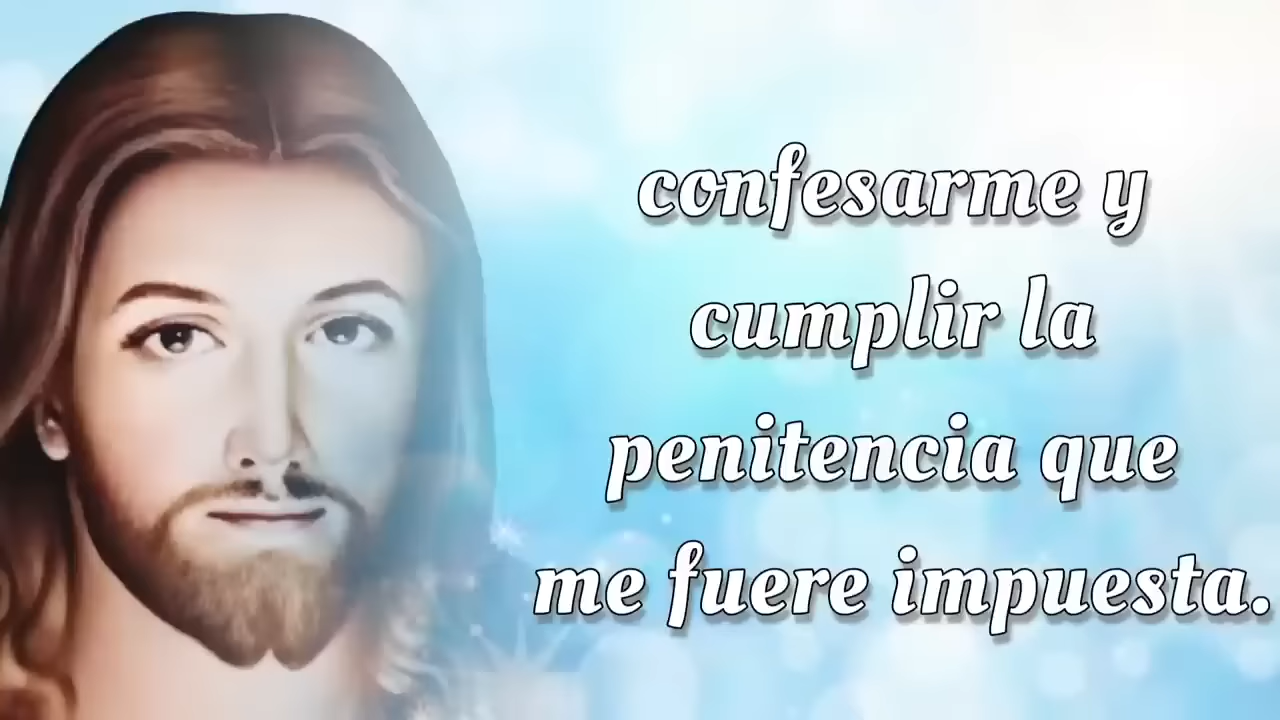 confesarme y
cumplir la
penitencia que
me fuere impuesta.